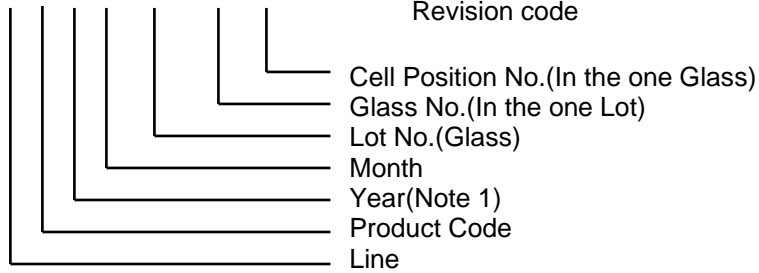 Revision code
Cell Position No.(In the one Glass)
Glass No.(In the one Lot)
Lot No.(Glass)
Month
Year(Note 1)
Product Code
Line